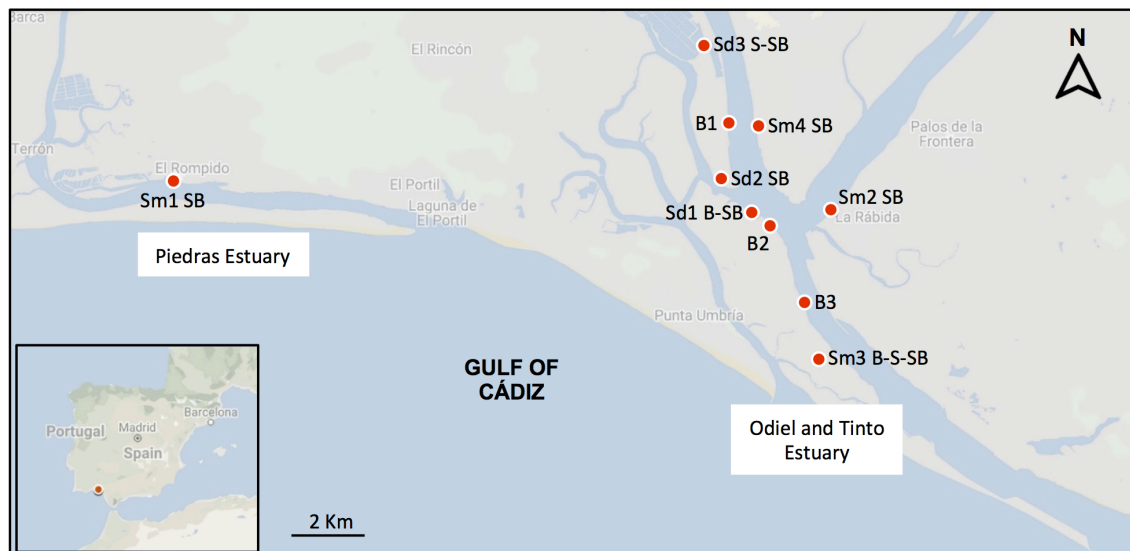 Barca
El Rincón
Sd3 S-SB
N
B1
Sm4 SB
Palos de la
Frontera
Terrón
El Rompido
Sm1 SB
El Portil
Laguna de
El Portil
Sd2 SB
Sd1 B-SB
B2
Sm2 SB
La Rábida
Piedras Estuary
B3
Punta Umbría
Sm3 B-S-SB
GULF OF
CÁDIZ
Odiel and Tinto
Estuary
Portugal
Madrid
Spain
Barcelona
2 Km